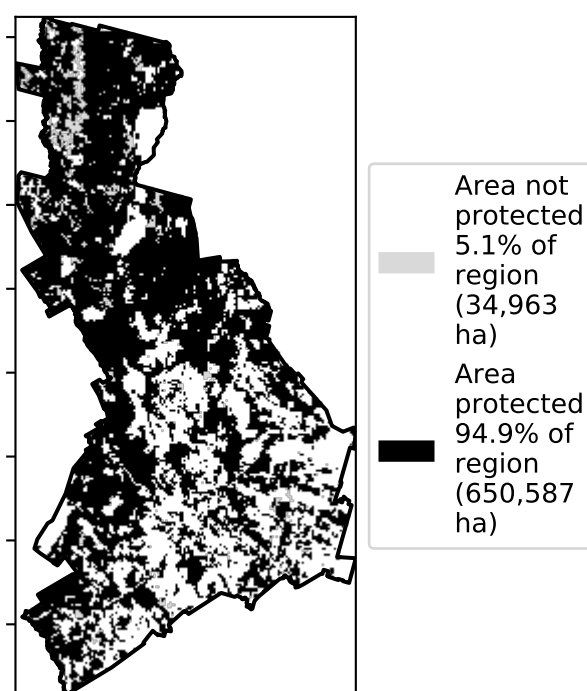 Area not
protected
5.1% of
region
(34,963
ha)
Area
protected
94.9% of
region
(650,587
ha)